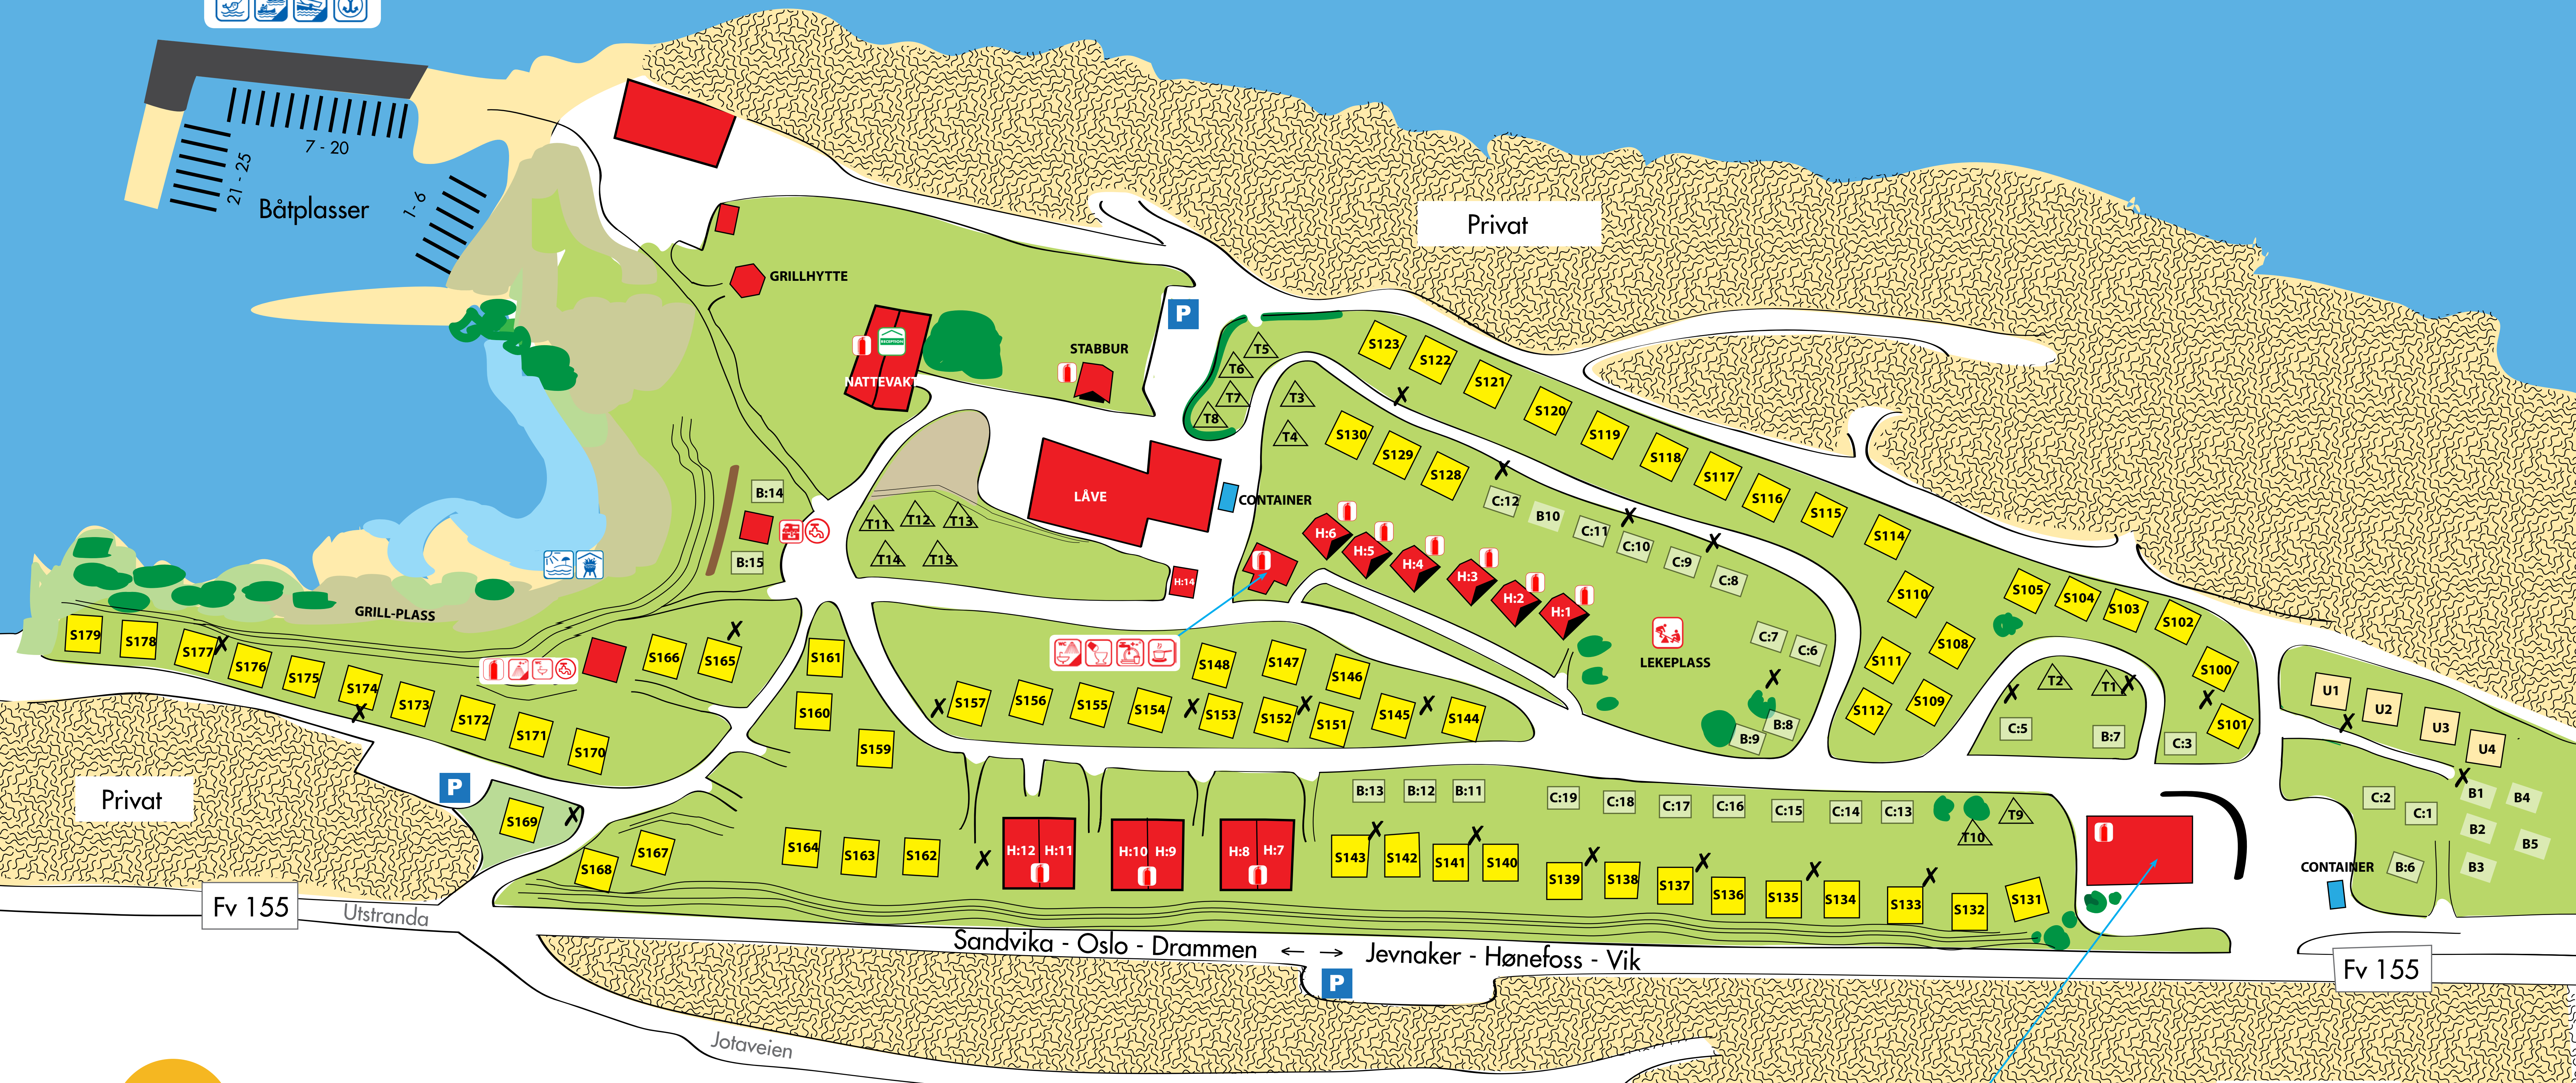 7 - 20
21 - 25
1- 6
Båtplasser
Privat
GRILLHYTTE
RECEPTION
NATTEVAKT
STABBUR
P
T5
T6
T7
T8
T3
T4
S123
S122
S121
S120
S119
S118
S117
S116
S115
S114
S130
S129
S128
LÅVE
CONTAINER
C:12
B10
C:11
C:10
C:9
C:8
B:14
B:15
T11
T12
T13
T14
T15
H:14
H:6
H:5
H:4
H:3
H:2
H:1
LEKEPLASS
C:7
C:6
B:8
B:9
S110
S111
S112
S108
S109
S105
S104
S103
S102
S100
S101
T2
T1
C:5
B:7
C:3
U1
U2
U3
U4
GRILL-PLASS
S179
S178
S177
S176
S175
S174
S173
S172
S171
S170
S166
S165
S161
S160
S159
S157
S156
S155
S154
S153
S152
S151
S148
S147
S146
S145
S144
Privat
P
S169
S168
S167
S164
S163
S162
H:12
H:11
H:10
H:9
H:8
H:7
B:13
B:12
B:11
C:19
C:18
C:17
C:16
C:15
C:14
C:13
T9
T10
S143
S142
S141
S140
S139
S138
S137
S136
S135
S134
S133
S132
S131
C:2
C:1
B1
B4
B2
B5
B3
B:6
CONTAINER
Fv 155
Utstranda
Sandvika - Oslo - Drammen ← → Jevnaker - Hønefoss - Vik
P
Fv 155
Jotaveien